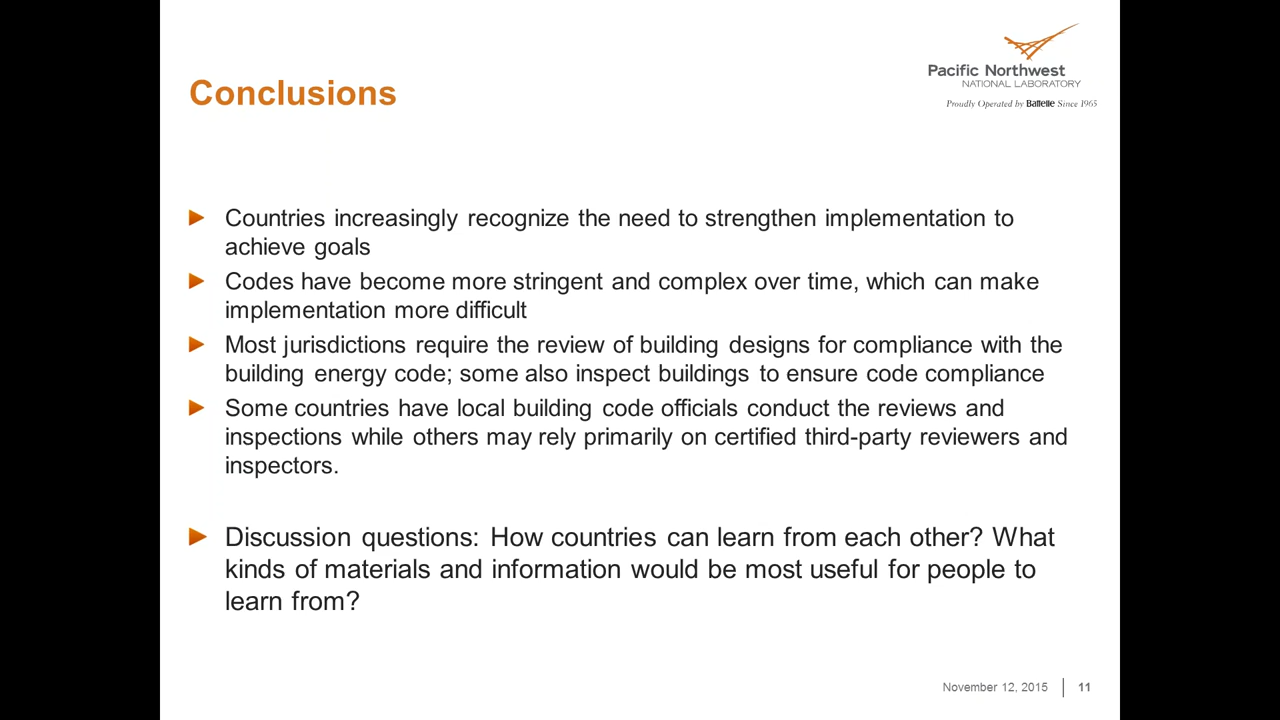 Pacific Northwest
NATIONAL LABORATORY
Proudly Operated by Battelle Since 1965
Conclusions
Countries increasingly recognize the need to strengthen implementation to
achieve goals
Codes have become more stringent and complex over time, which can make
implementation more difficult
Most jurisdictions require the review of building designs for compliance with the
building energy code; some also inspect buildings to ensure code compliance
Some countries have local building code officials conduct the reviews and
inspections while others may rely primarily on certified third-party reviewers and
inspectors.
Discussion questions: How countries can learn from each other? What
kinds of materials and information would be most useful for people to
learn from?
November 12, 2015
11